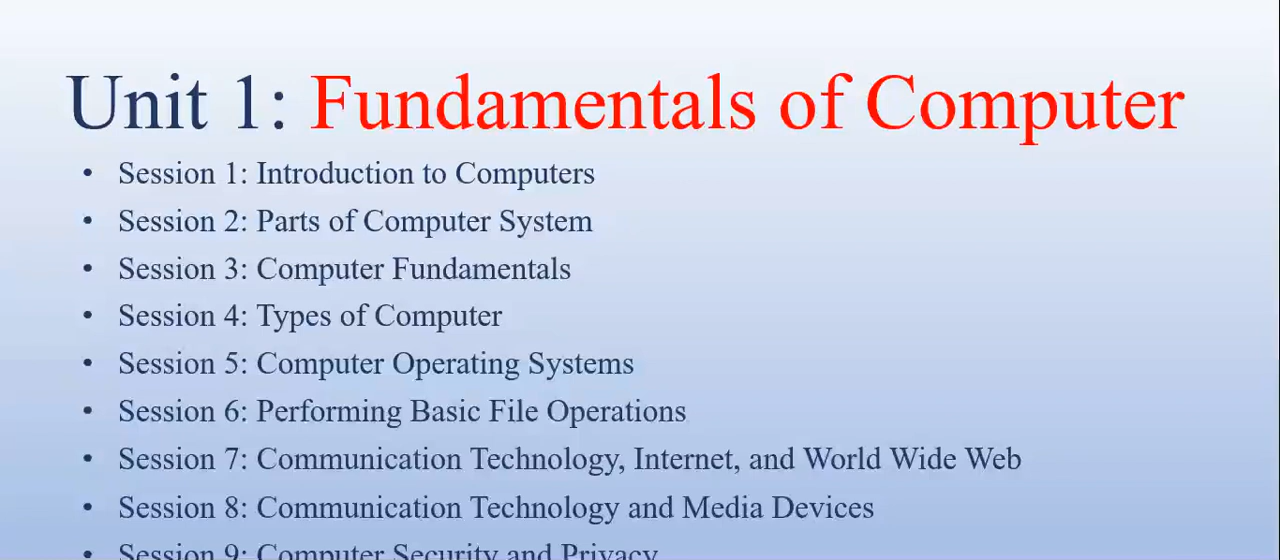 Unit 1: Fundamentals of Computer
• Session 1: Introduction to Computers
• Session 2: Parts of Computer System
• Session 3: Computer Fundamentals
• Session 4: Types of Computer
• Session 5: Computer Operating Systems
• Session 6: Performing Basic File Operations
• Session 7: Communication Technology, Internet, and World Wide Web
• Session 8: Communication Technology and Media Devices
• Session 9: Computer Security and Privacy